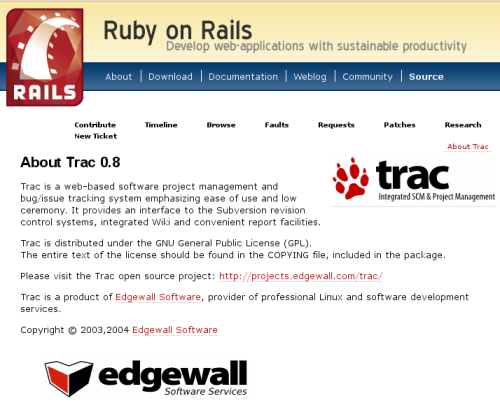 Ruby on Rails
Develop web-applications with sustainable productivity
RAILS
About | Download | Documentation | Weblog | Community | Source
Contribute Timeline Browse Faults Requests Patches Research
New Ticket
About Trac
About Trac 0.8
trac
Integrated SCM & Project Management
Trac is a web-based software project management and
bug/issue tracking system emphasizing ease of use and low
ceremony. It provides an interface to the Subversion revision
control systems, integrated Wiki and convenient report facilities.
Trac is distributed under the GNU General Public License (GPL).
The entire text of the license should be found in the COPYING file, included in the package.
Please visit the Trac open source project: http://projects.edgewall.com/trac/
Trac is a product of Edgewall Software, provider of professional Linux and software development
services.
Copyright © 2003,2004 Edgewall Software
edgewall
Software Services